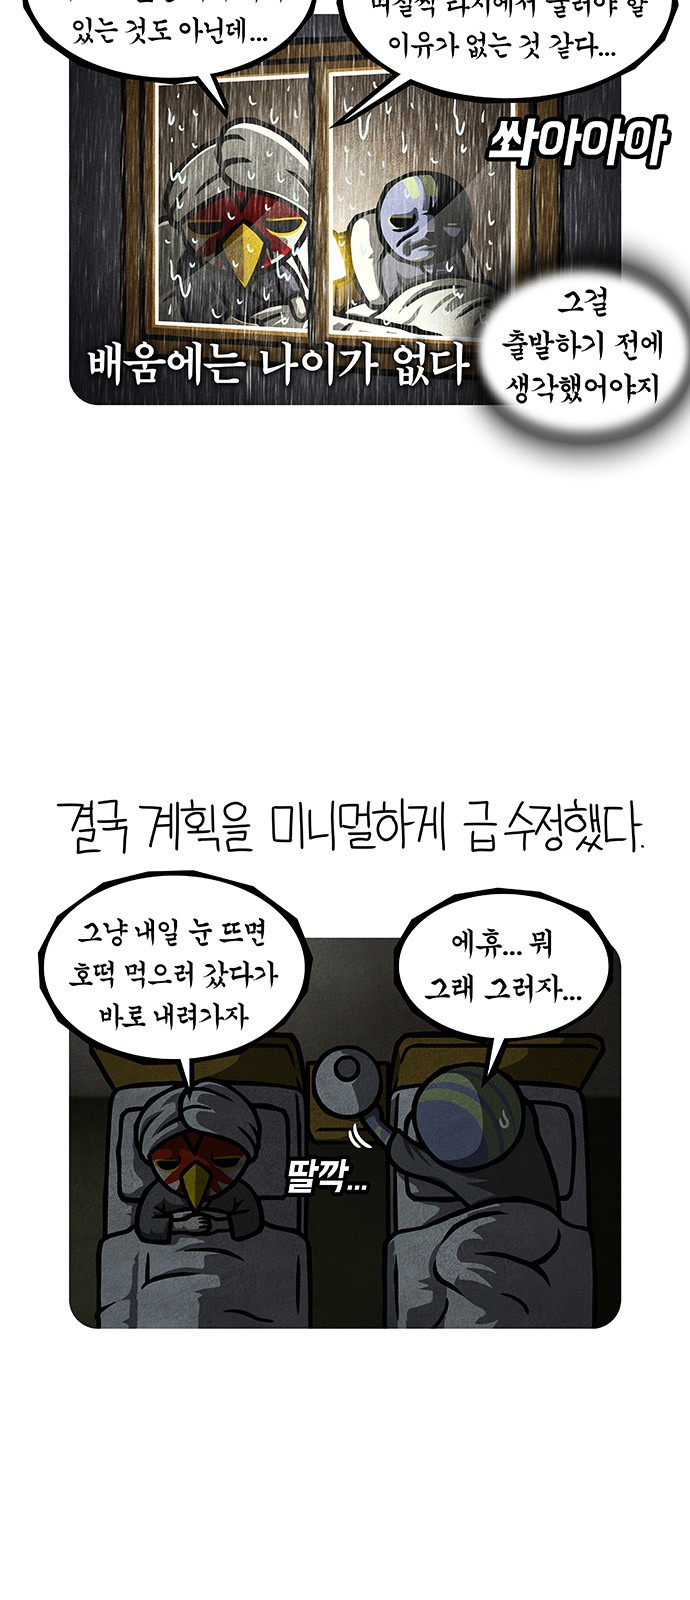 있는 것도 아닌데...
이유가 없는 것 같다...
쏴아아아
그걸
출발하기 전에
생각했어야지
배움에는 나이가 없다
결국 계획을 미니멀하게 급 수정했다.
그냥 내일 눈 뜨면
호떡 먹으러 갔다가
바로 내려가자
에휴... 뭐
그래 그러자...
딸깍...